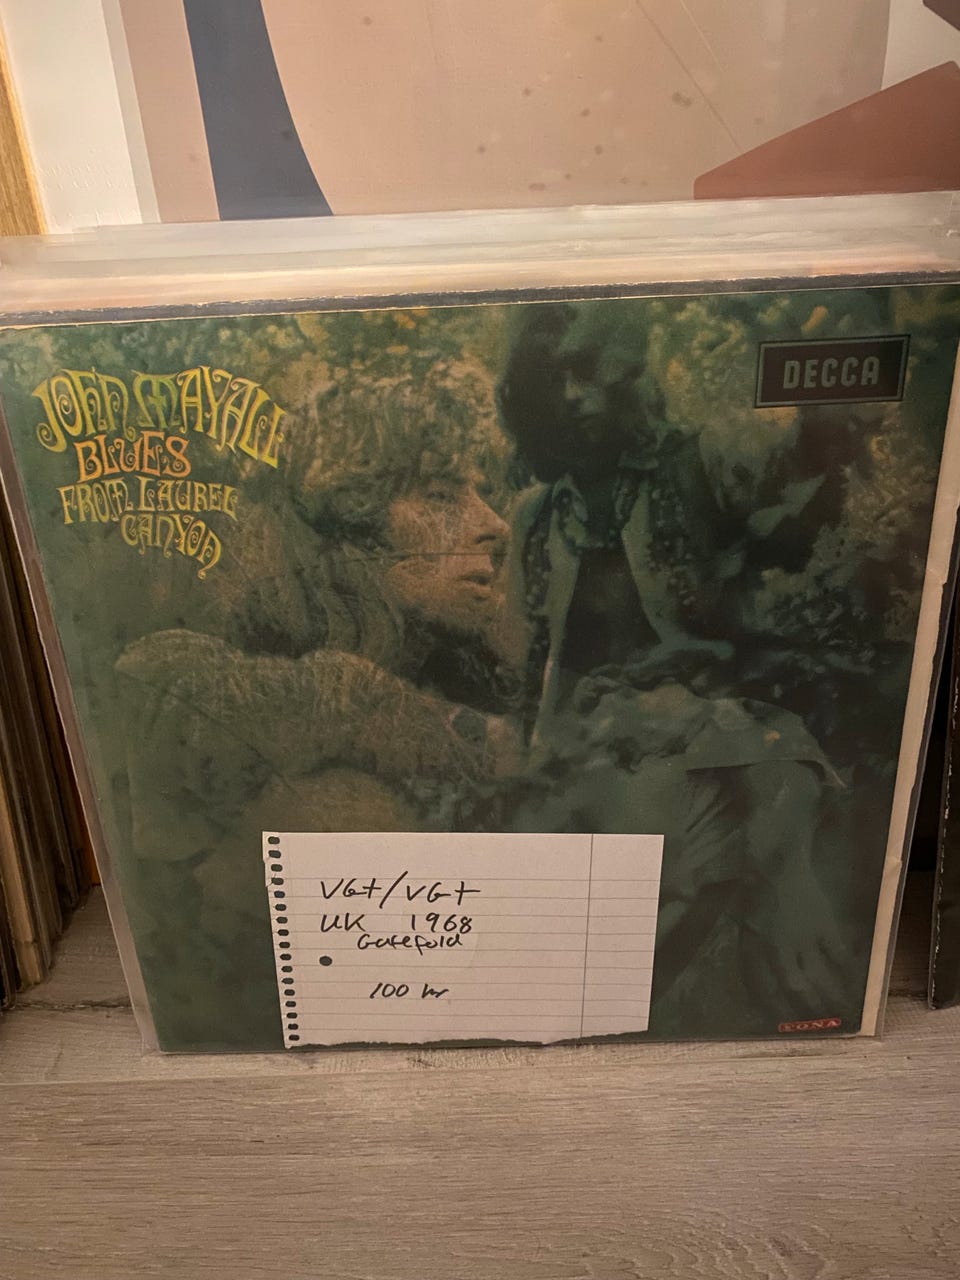 JOHN MAYALL
BLUES
FROM LAUREL
CANYON
DECCA
VG+/VG+
UK 1968
Gatefold
100 kr